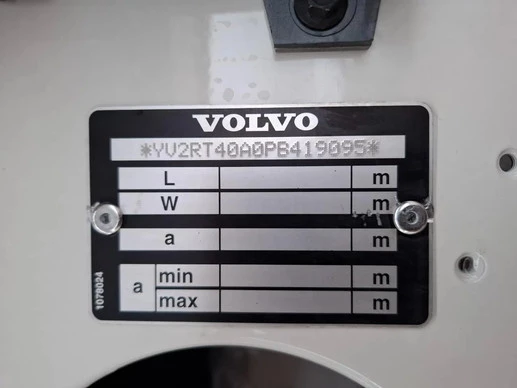 VOLVO
*YV2RT40A0PB419095*
L m
W m
a m
a min m
max m
1078024